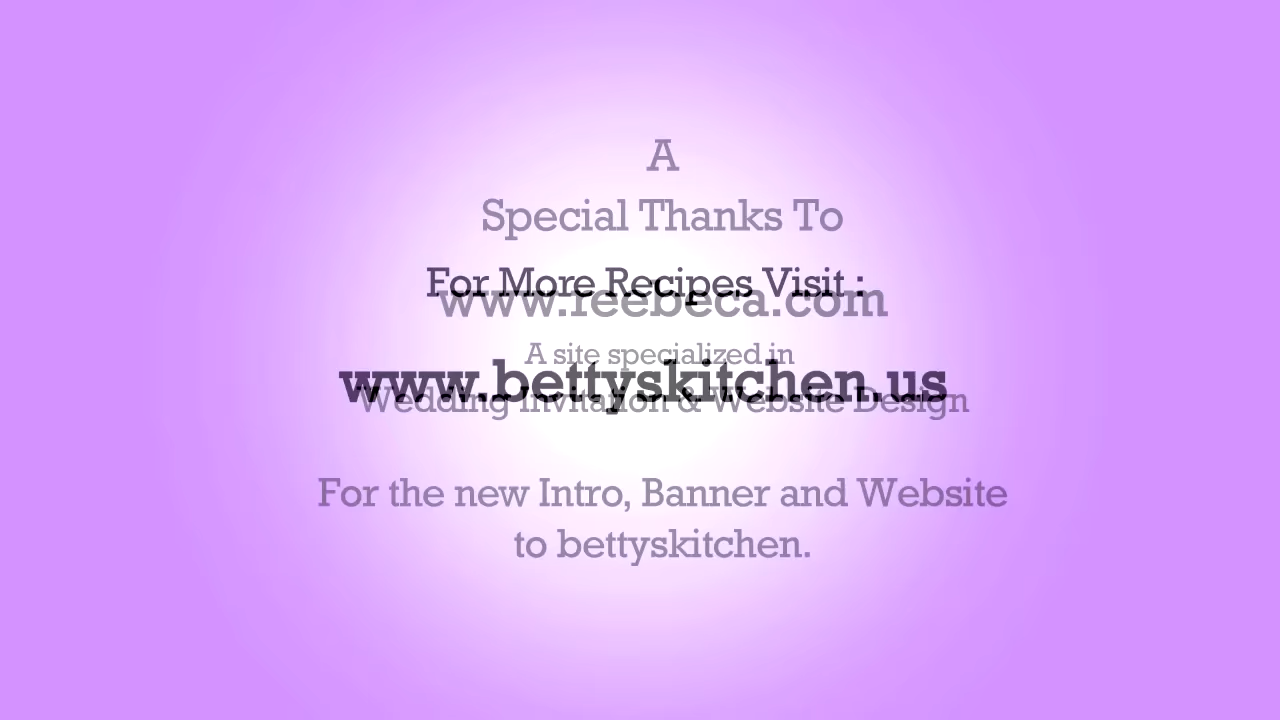 A
Special Thanks To
For More Recipes Visit :
www.reebeca.com
A site specialized in
www.bettyskitchen.us
Wedding Invitation & Website Design
For the new Intro, Banner and Website
to bettyskitchen.